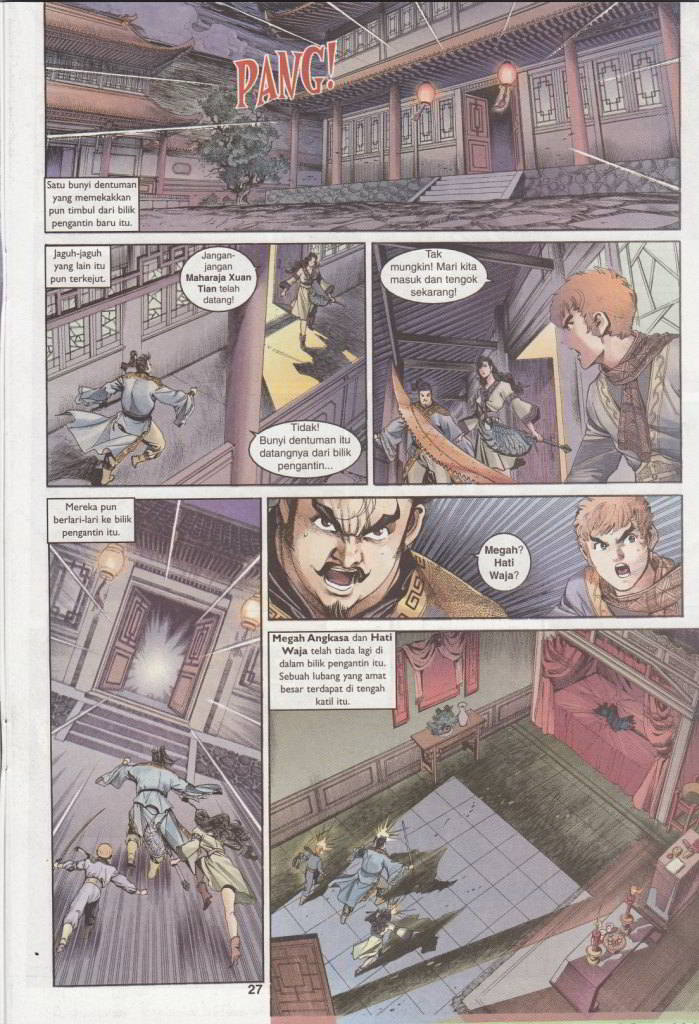 PANG!
Satu bunyi dentuman
yang memekakkan
pun timbul dari bilik
pengantin baru itu.
Jaguh-jaguh
yang lain itu
pun terkejut.
Jangan-
jangan
Maharaja Xuan
Tian telah
datang!
Tidak!
Bunyi dentuman itu
datangnya dari bilik
pengantin...
Tak
mungkin! Mari kita
masuk dan tengok
sekarang!
Mereka pun
berlari-lari ke bilik
pengantin itu.
Megah?
Hati
Waja?
Megah Angkasa dan Hati
Waja telah tiada lagi di
dalam bilik pengantin itu.
Sebuah lubang yang amat
besar terdapat di tengah
katil itu.
27